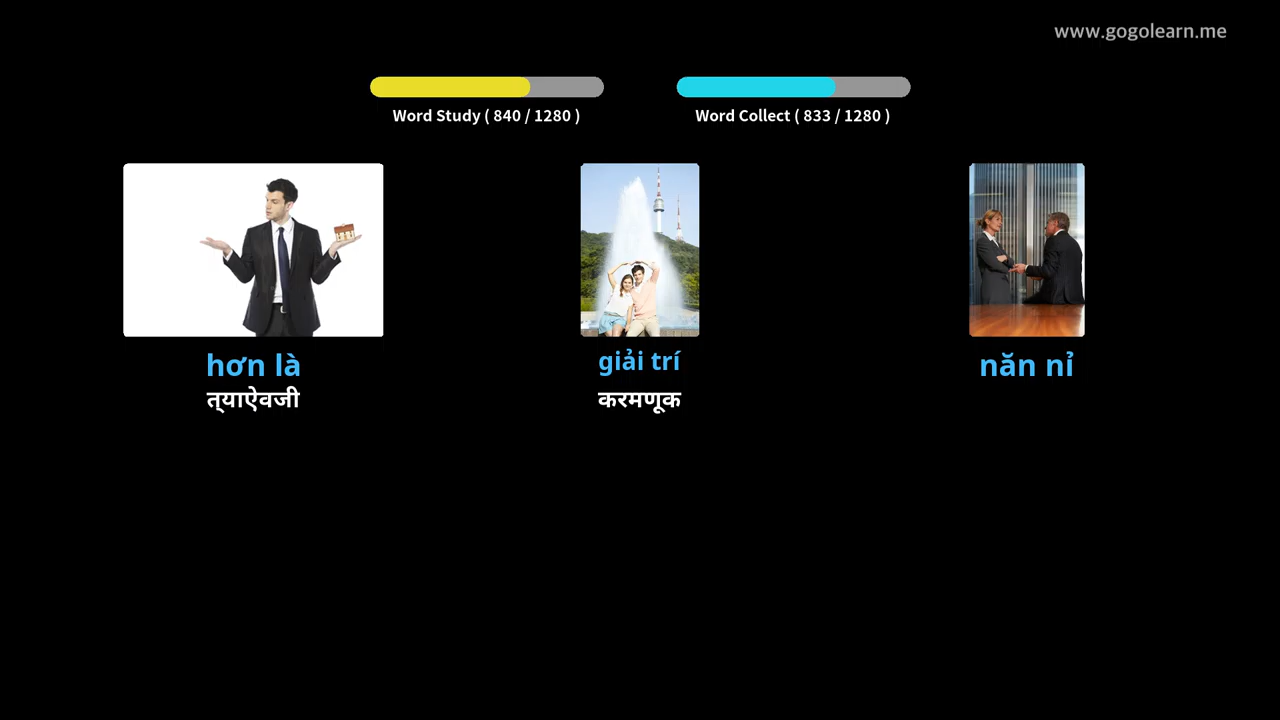 www.gogolearn.me
Word Study ( 840 / 1280 )
Word Collect ( 833 / 1280 )
hơn là
त्याऐवजी
giải trí
करमणूक
năn nỉ